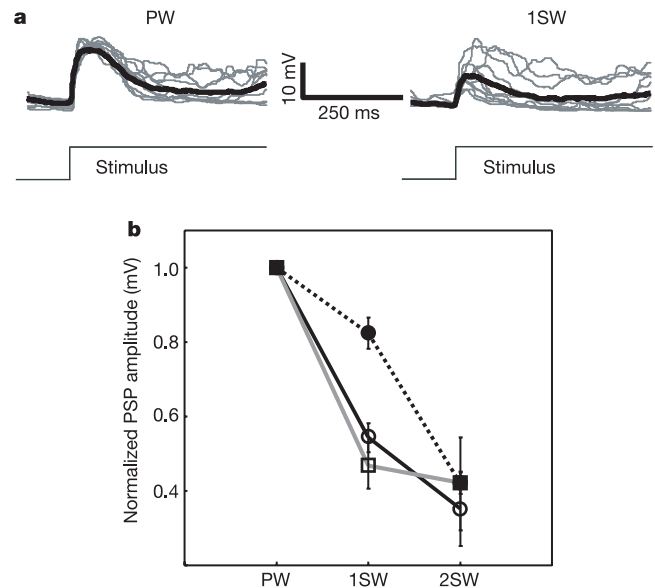 a
PW
1SW
10 mV
250 ms
Stimulus
Stimulus
b
Normalized PSP amplitude (mV)
1.0
0.8
0.6
0.4
PW
1SW
2SW